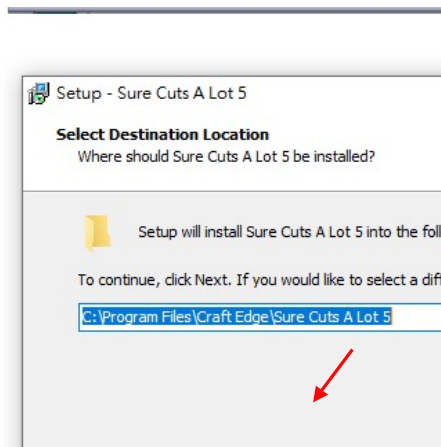 Setup - Sure Cuts A Lot 5
Select Destination Location
Where should Sure Cuts A Lot 5 be installed?
Setup will install Sure Cuts A Lot 5 into the
To continue, click Next. If you would like to select a
C:\Program Files\Craft Edge\Sure Cuts A Lot 5